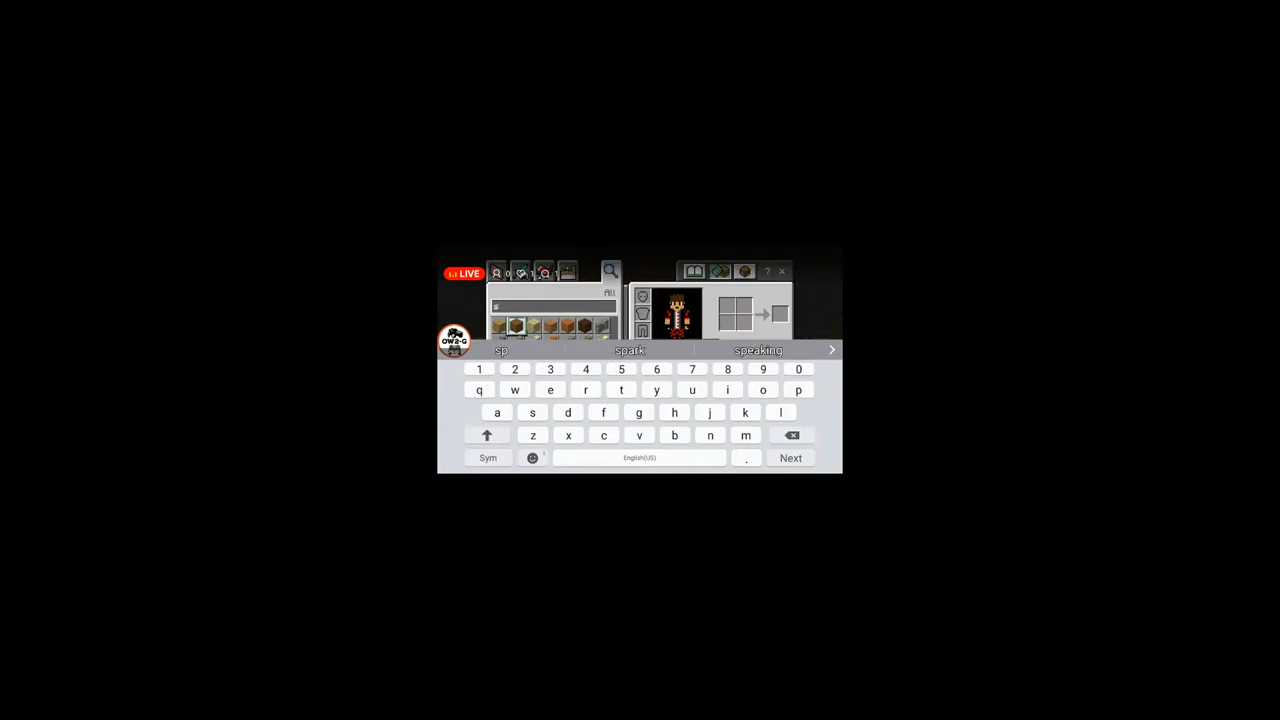 LIVE
All
? ×
s
OWS-G
sp spark speaking
1 2 3 4 5 6 7 8 9 0
q w e r t y u i o p
a s d f g h j k l
z x c v b n m
Sym English(US) . Next